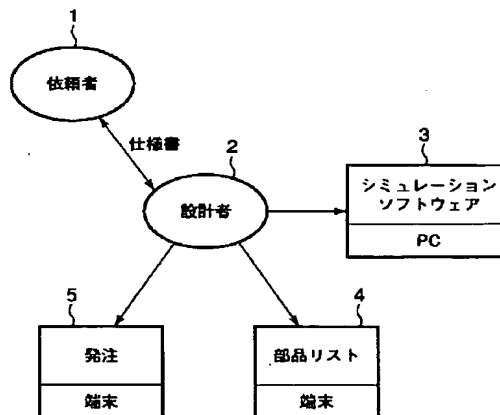 1
依頼者
仕様書
2
設計者
3
シミュレーション
ソフトウェア
PC
5
発注
端末
4
部品リスト
端末